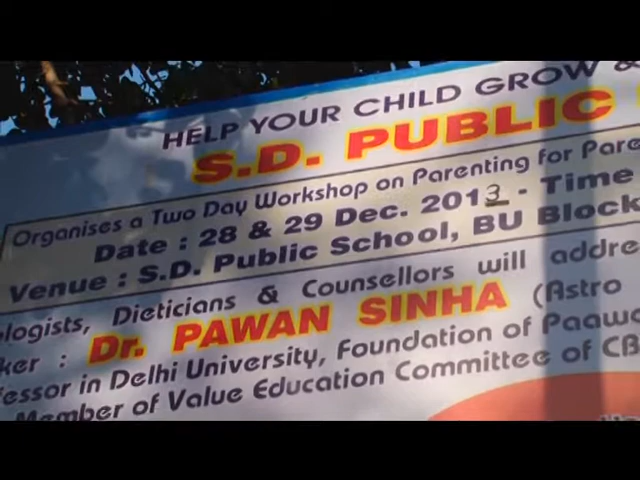 HELP YOUR CHILD GROW &
S.D. PUBLIC
Organises a Two Day Workshop on Parenting for
Date : 28 & 29 Dec. 2013 - Time
Venue : S.D. Public School, BU Block
Dieticians & Counsellors will
Dr. PAWAN SINHA (Astro
in Delhi University, Foundation of
Member of Value Education Committee of